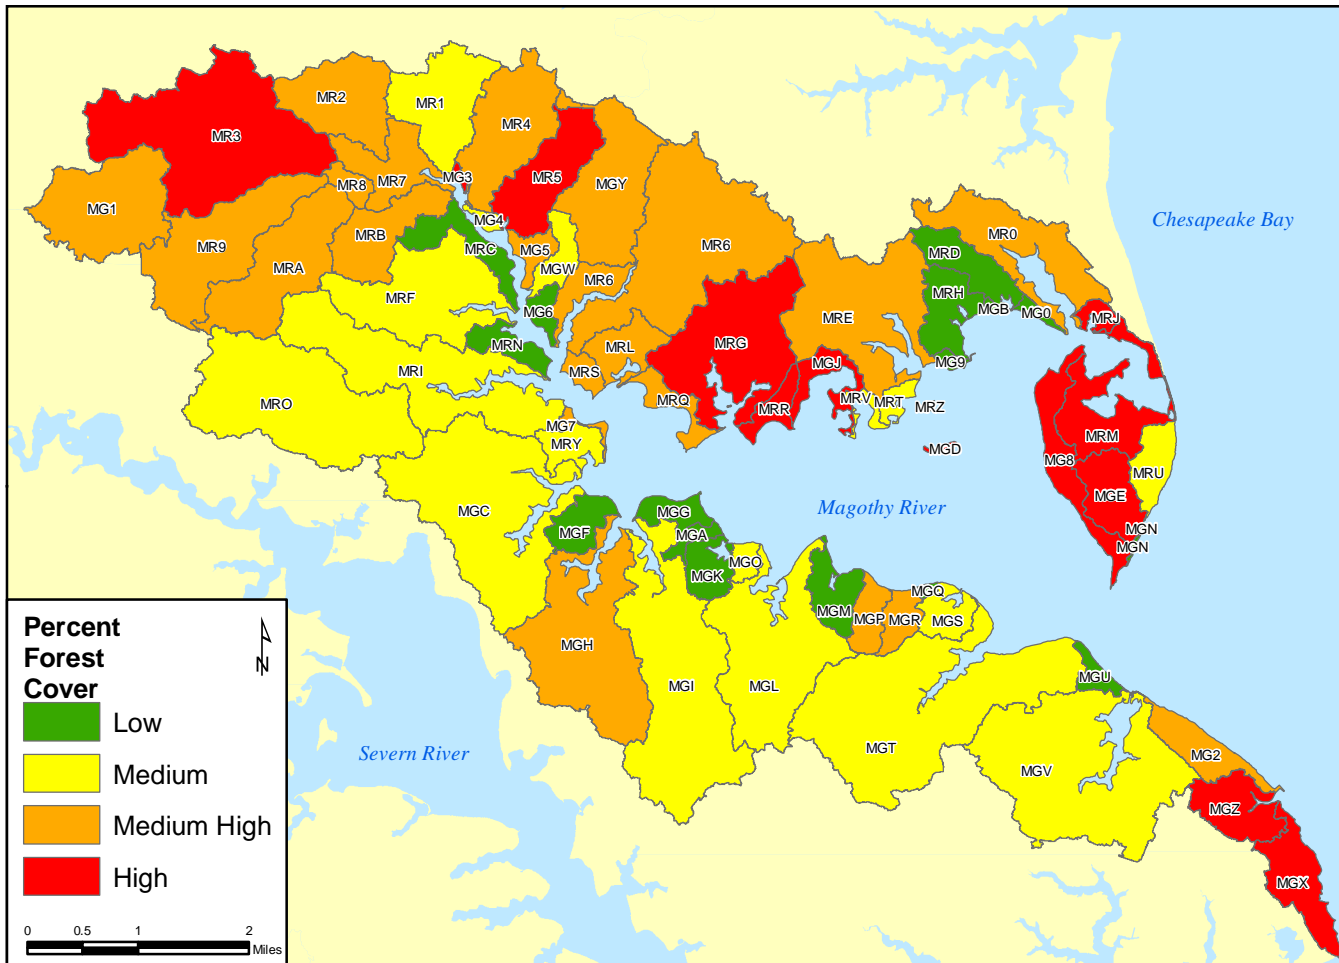 MR2
MR1
MR4
MR3
MG3
MR5
MGY
MR8
MR7
MG1
MG4
Chesapeake Bay
MR9
MRA
MRB
MRC
MG5
MGW
MR6
MR0
MRD
MR6
MRH
MRF
MG6
MGB
MG0
MRE
MRJ
MRN
MRL
MRG
MGJ
MG9
MRI
MRS
MRO
MRQ
MRR
MRV
MRT
MRZ
MG7
MRY
MGD
MRM
MG8
MRU
MGE
MGC
MGG
Magothy River
MGF
MGA
MGN
MGN
MGO
MGK
MGQ
MGM
MGP
MGR
MGS
MGH
MGI
MGL
MGU
MGT
MGV
MG2
Severn River
MGZ
MGX
Percent
Forest
Cover
N
Low
Medium
Medium High
High
0 0.5 1 2
Miles